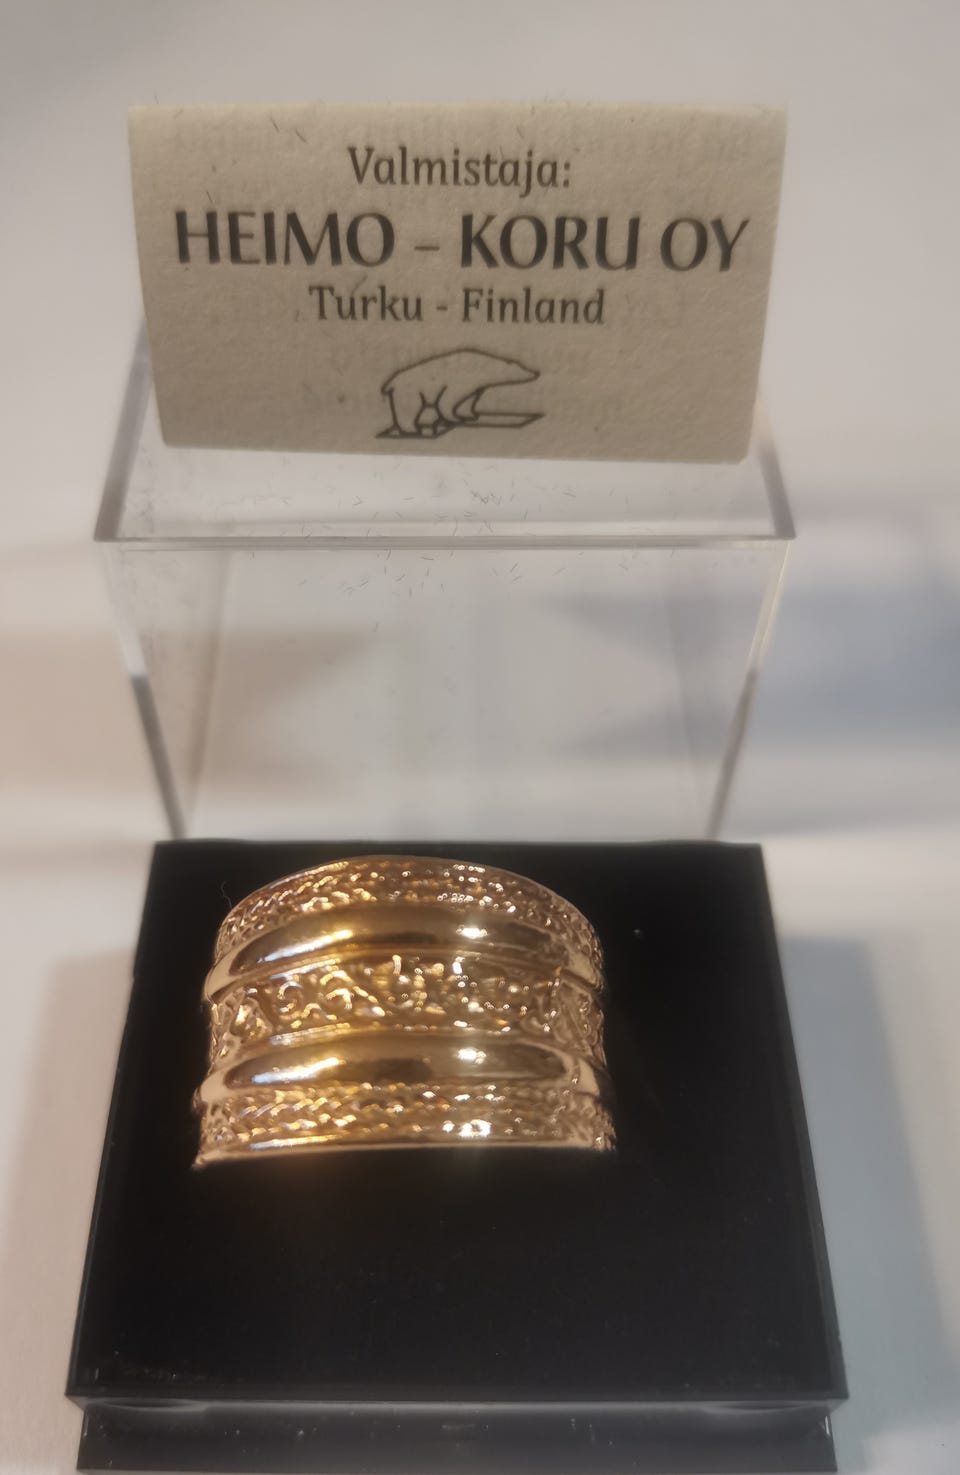 Valmistaja:
HEIMO – KORU OY
Turku - Finland